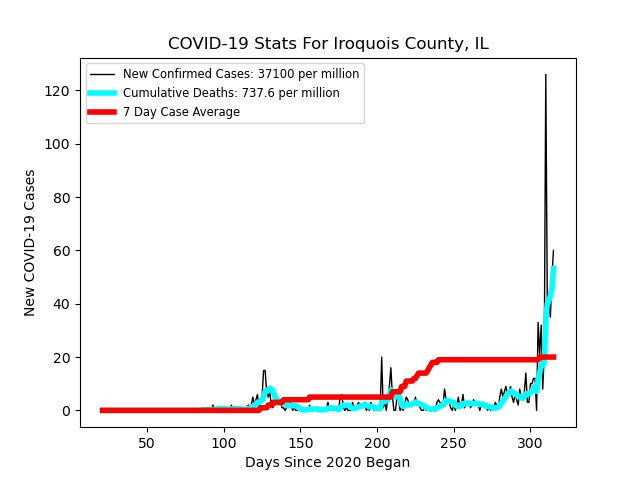 COVID-19 Stats For Iroquois County, IL
New Confirmed Cases: 37100 per million
Cumulative Deaths: 737.6 per million
7 Day Case Average
New COVID-19 Cases
120
100
80
60
40
20
0
50 100 150 200 250 300
Days Since 2020 Began